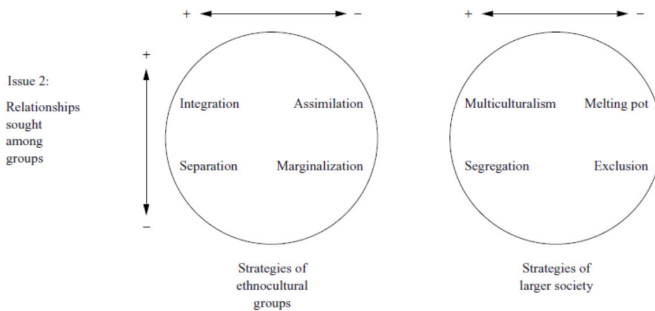 + −
+ −
+
Issue 2:
Relationships
sought
among
groups
−
Integration Assimilation
Separation Marginalization
Multiculturalism Melting pot
Segregation Exclusion
Strategies of
ethnocultural
groups
Strategies of
larger society